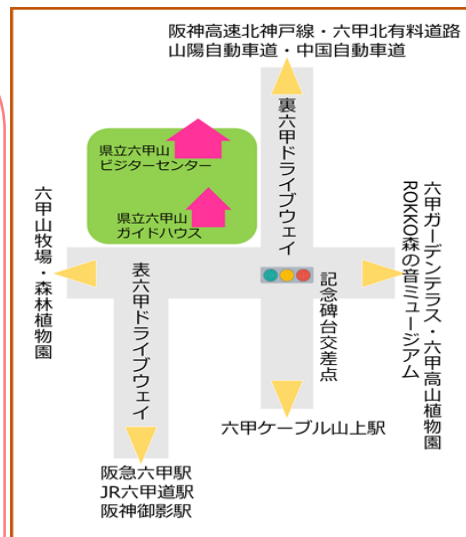 阪神高速北神戸線・六甲北有料道路
山陽自動車道・中国自動車道
裏六甲ドライブウェイ
県立六甲山
ビジターセンター
県立六甲山
ガイドハウス
六甲山牧場・森林植物園
表六甲ドライブウェイ
記念碑台交差点
六甲ガーデンテラス・六甲高山植物園
ROKKO森の音ミュージアム
六甲ケーブル山上駅
阪急六甲駅
JR六甲道駅
阪神御影駅